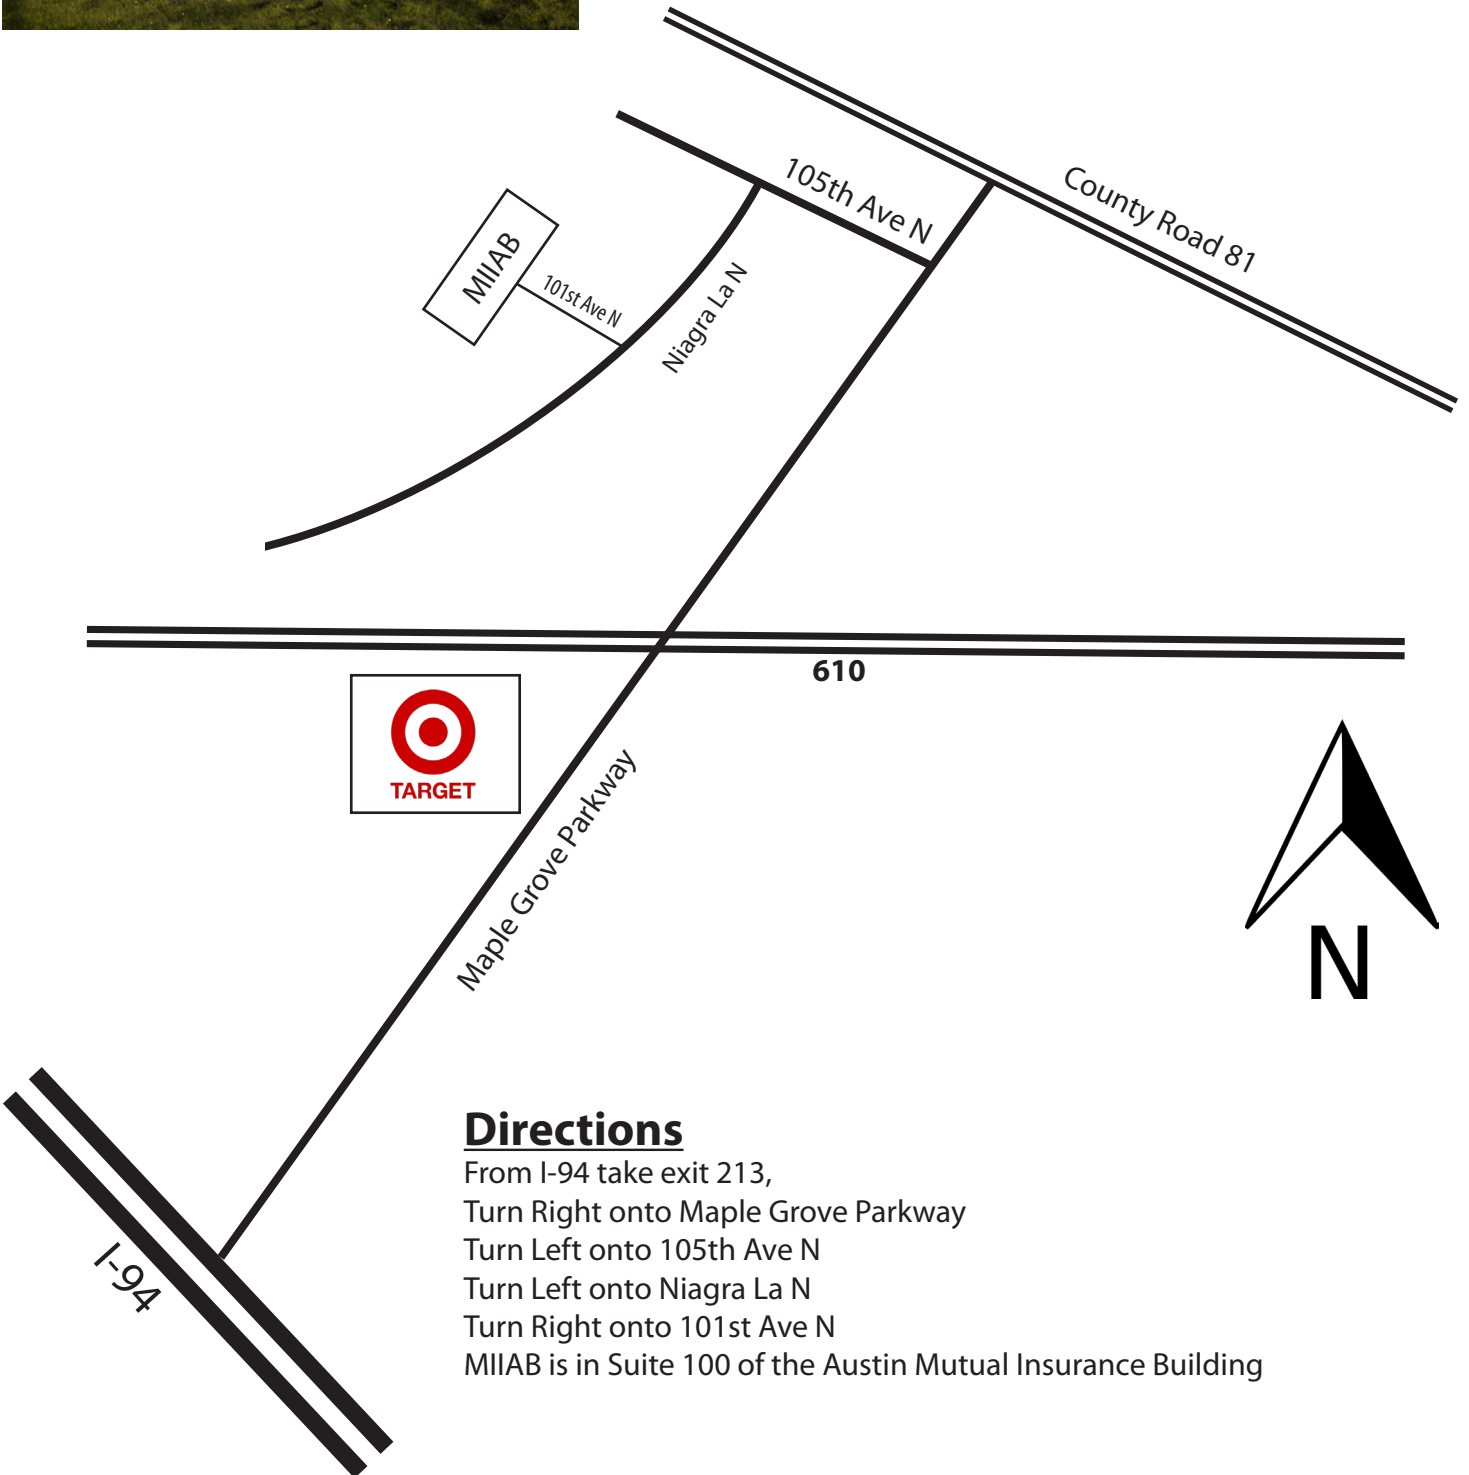 County Road 81
105th Ave N
MIIAB
101st Ave N
Niagra La N
610
TARGET
Maple Grove Parkway
N
I-94
Directions
From I-94 take exit 213,
Turn Right onto Maple Grove Parkway
Turn Left onto 105th Ave N
Turn Left onto Niagra La N
Turn Right onto 101st Ave N
MIIAB is in Suite 100 of the Austin Mutual Insurance Building